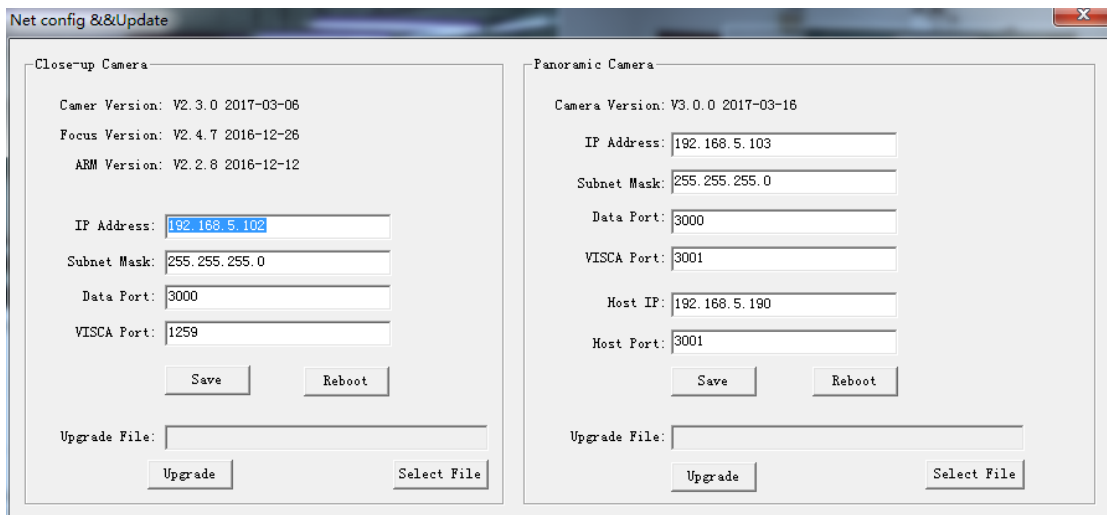 Net config &&Update
X
Close-up Camera
Camer Version: V2.3.0 2017-03-06
Focus Version: V2.4.7 2016-12-26
ARM Version: V2.2.8 2016-12-12
IP Address: 192.168.5.102
Subnet Mask: 255.255.255.0
Data Port: 3000
VISCA Port: 1259
Save Reboot
Upgrade File:
Upgrade Select File
Panoramic Camera
Camera Version: V3.0.0 2017-03-16
IP Address: 192.168.5.103
Subnet Mask: 255.255.255.0
Data Port: 3000
VISCA Port: 3001
Host IP: 192.168.5.190
Host Port: 3001
Save Reboot
Upgrade File:
Upgrade Select File